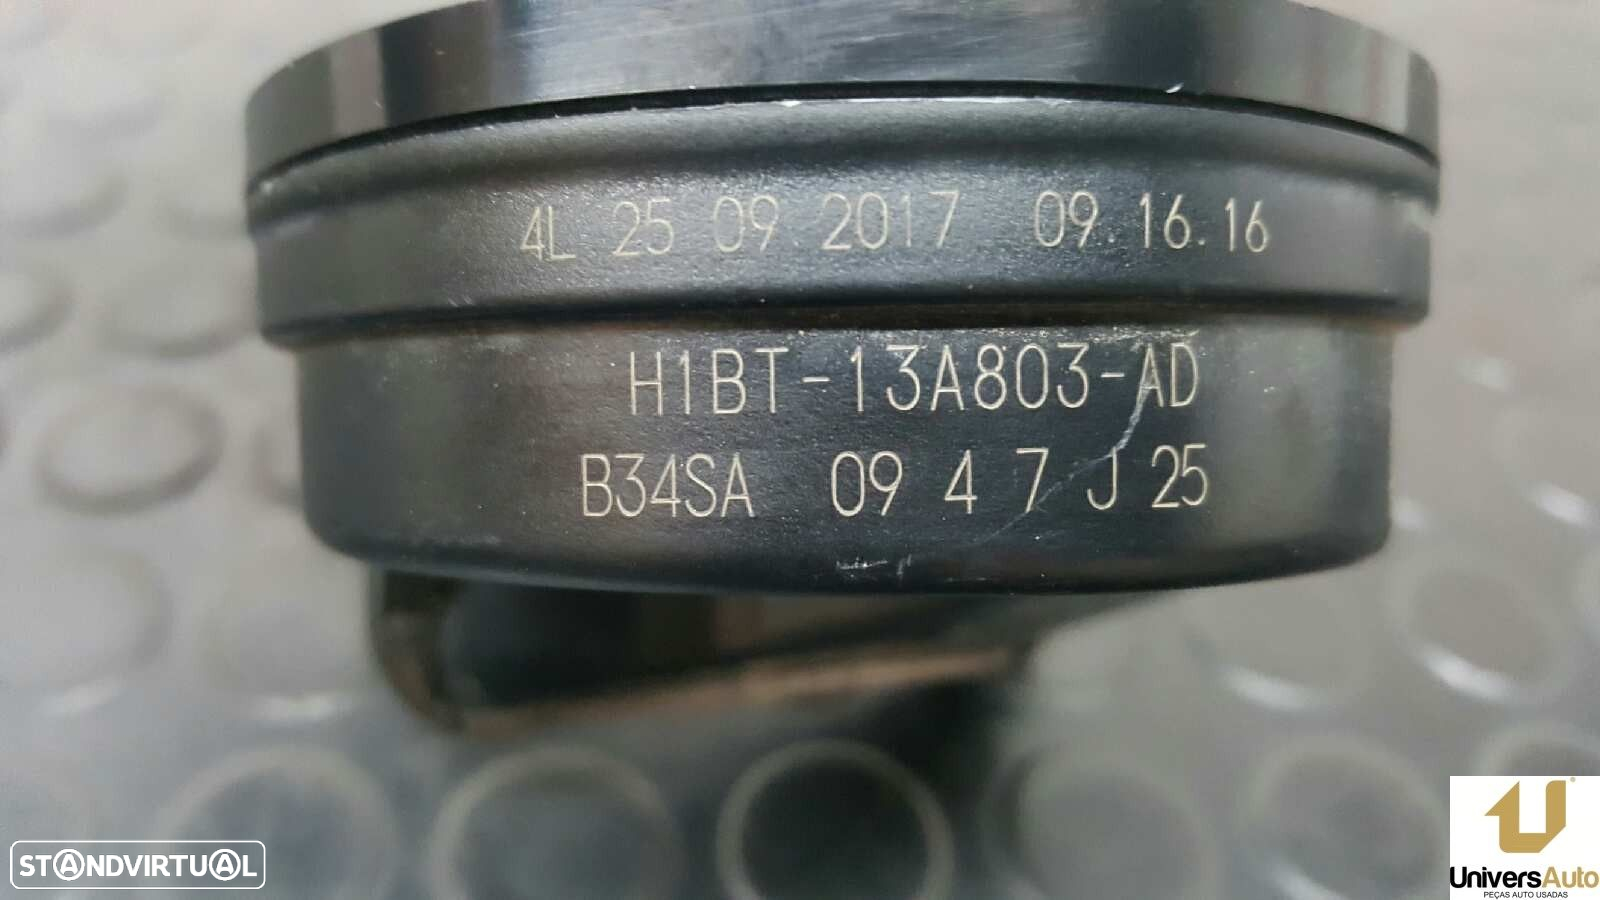 4L 25 09 2017 09.16.16
H1BT-13A803-AD
B34SA 09 4 7 J 25
STANDVIRTUAL
UniversAuto
PEÇAS AUTO USADAS